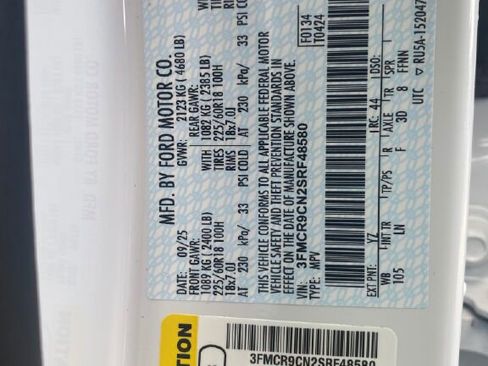 MFD. BY FORD MOTOR CO.
DATE: 09/25 GVWR: 2123 KG ( 4680 LB)
FRONT GAWR: REAR GAWR:
1089 KG ( 2400 LB) 1082 KG ( 2385 LB)
225/60R18 100H TIRES 225/60R18 100H
18x7.0J RIMS 18x7.0J
AT 230 kPa/ 33 PSI COLD AT 230 kPa/ 33 PSI
THIS VEHICLE CONFORMS TO ALL APPLICABLE FEDERAL MOTOR
VEHICLE SAFETY AND THEFT PREVENTION STANDARDS IN
EFFECT ON THE DATE OF MANUFACTURE SHOWN ABOVE.
VIN: 3FMCR9CN2SRF48580
TYPE: MPV
F0134
T0424
EXT PNT: YZ RC: 44 DSO:
WB INT TR TP/PS R AXLE TR SPR
105 LN F 3D 8 FFNN
UTC RU5A-152047
TION
3FMCR9CN2SRF48580